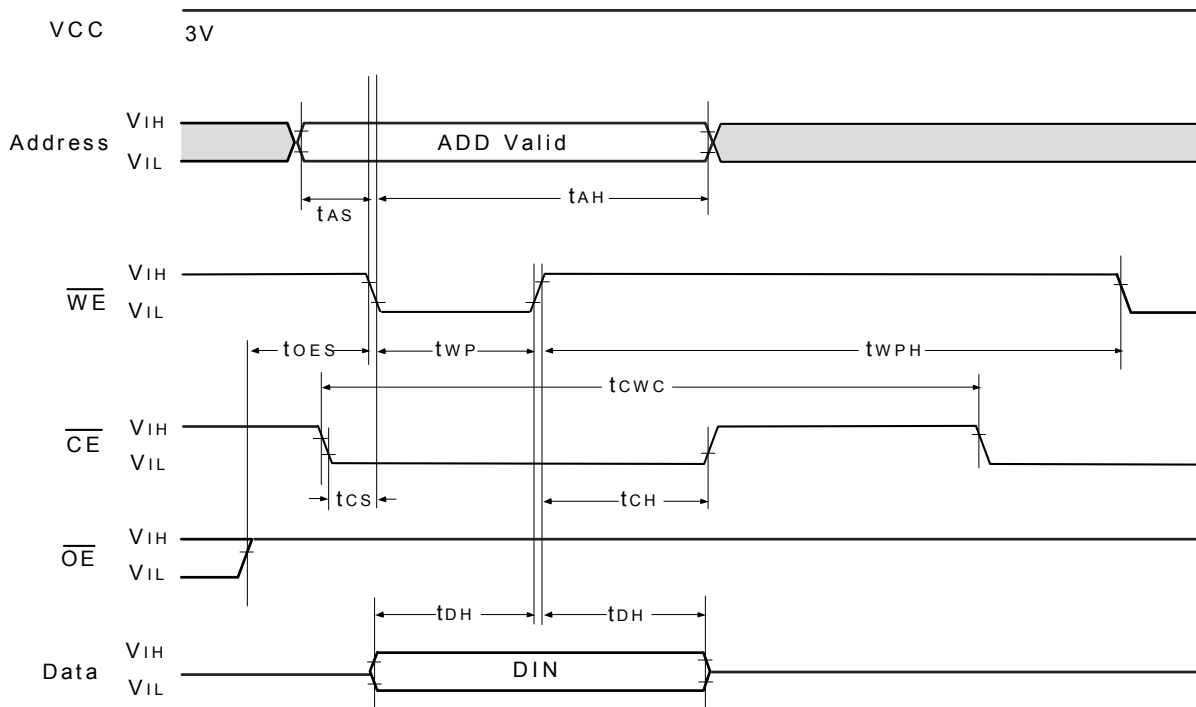 VCC 3V
Address VIH ADD Valid
VIL
tAS tAH
WE VIH
VIL
tOES tWP tWPH
tCWC
CE VIH
VIL
tCS tCH
OE VIH
VIL
tDH tDH
Data VIH DIN
VIL